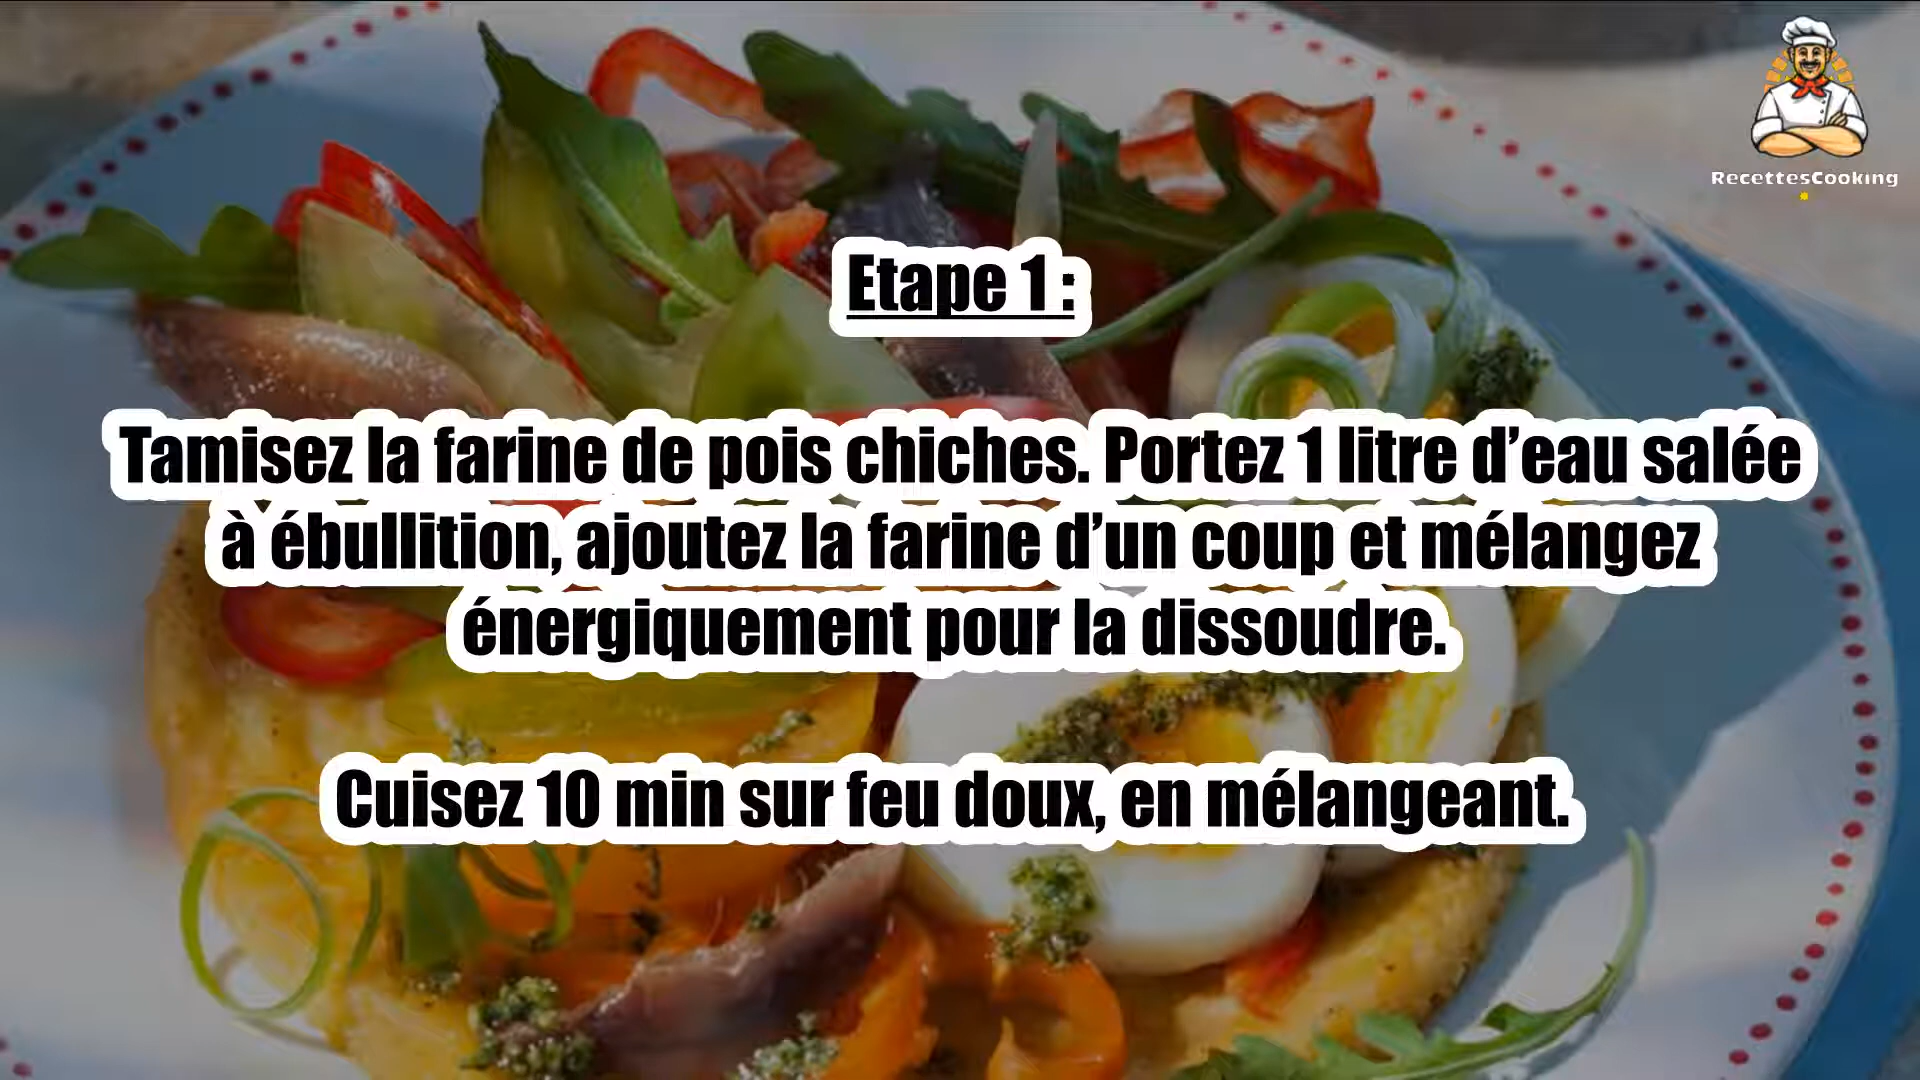 RecettesCooking
Etape 1 :
Tamisez la farine de pois chiches. Portez 1 litre d’eau salée
à ébullition, ajoutez la farine d’un coup et mélangez
énergiquement pour la dissoudre.
Cuisez 10 min sur feu doux, en mélangeant.